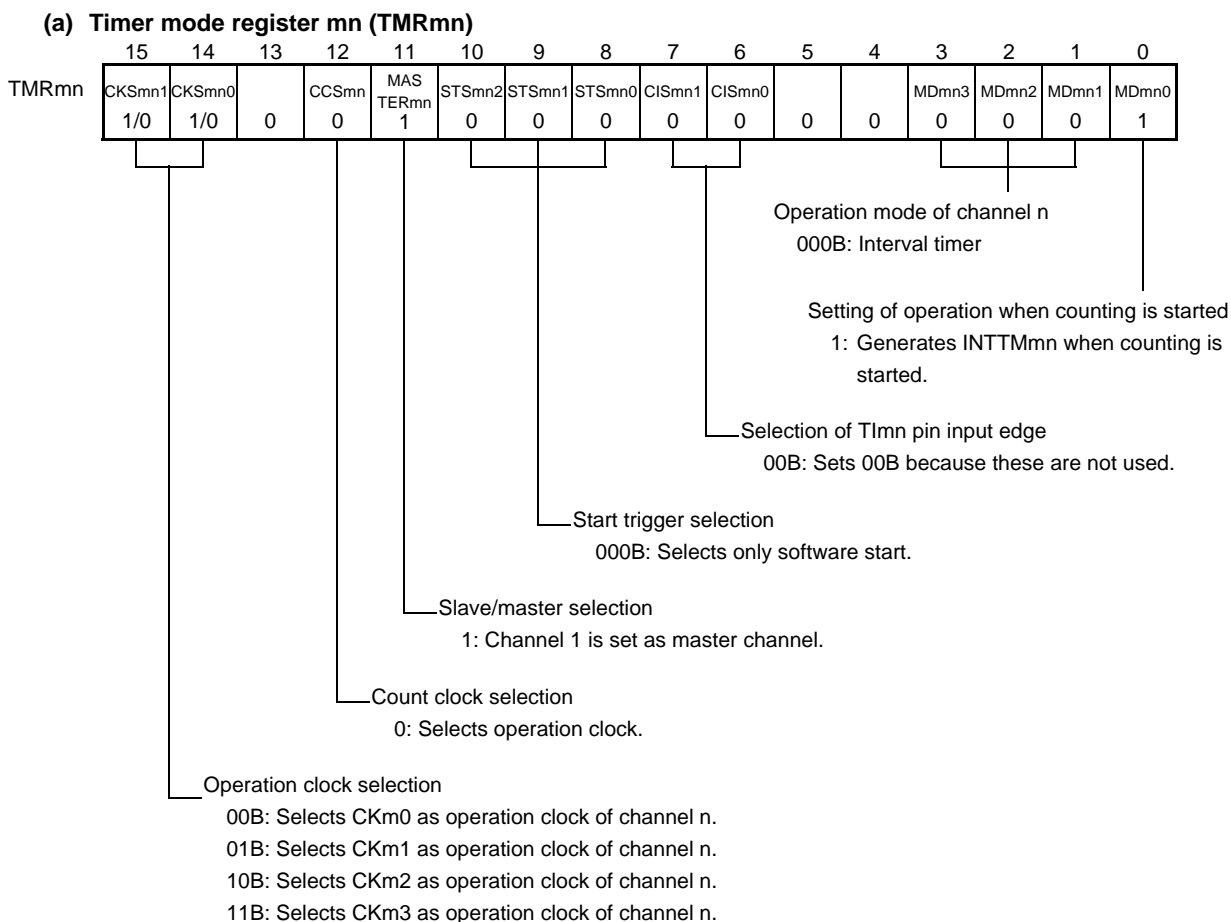 (a) Timer mode register mn (TMRmn)
15 14 13 12 11 10 9 8 7 6 5 4 3 2 1 0
TMRmn CKSmn1 CKSmn0 CCSmn MAS TERmn STSmn2 STSmn1 STSmn0 CISmn1 CISmn0 MDmn3 MDmn2 MDmn1 MDmn0
1/0 1/0 0 0 1 0 0 0 0 0 0 0 0 0 0 1
Operation mode of channel n
000B: Interval timer
Setting of operation when counting is started
1: Generates INTTMmn when counting is
started.
Selection of TImn pin input edge
00B: Sets 00B because these are not used.
Start trigger selection
000B: Selects only software start.
Slave/master selection
1: Channel 1 is set as master channel.
Count clock selection
0: Selects operation clock.
Operation clock selection
00B: Selects CKm0 as operation clock of channel n.
01B: Selects CKm1 as operation clock of channel n.
10B: Selects CKm2 as operation clock of channel n.
11B: Selects CKm3 as operation clock of channel n.